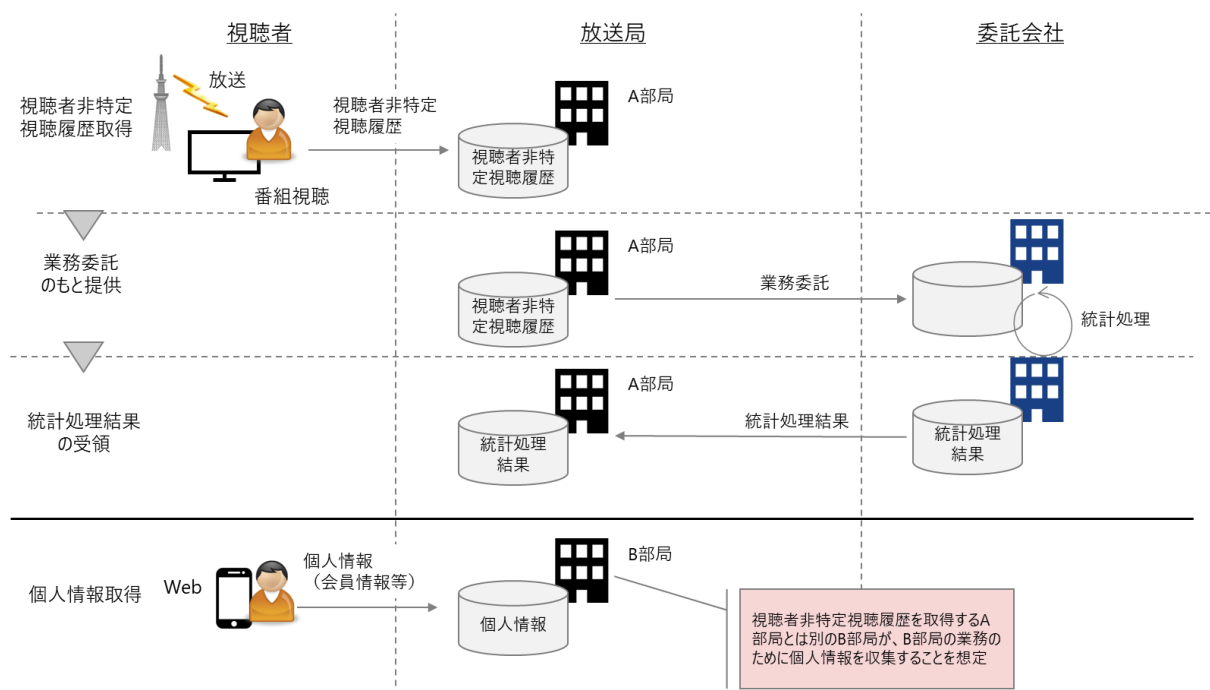 視聴者
放送局
委託会社
放送
視聴者非特定
視聴履歴取得
視聴者非特定
視聴履歴
A部局
視聴者非特
定視聴履歴
番組視聴
業務委託
のもと提供
A部局
視聴者非特
定視聴履歴
業務委託
統計処理
統計処理結果
の受領
A部局
統計処理
結果
統計処理結果
統計処理
結果
個人情報取得
Web
個人情報
（会員情報等）
B部局
個人情報
視聴者非特定視聴履歴を取得するA
部局とは別のB部局が、B部局の業務の
ために個人情報を収集することを想定